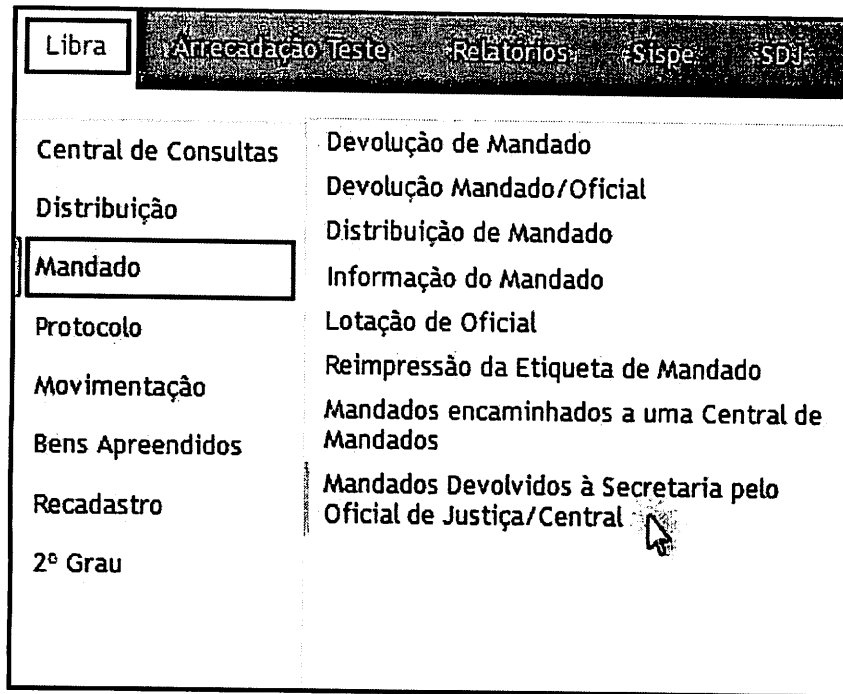 Libra
Arrecadação Teste
Relatórios
Sispe
SDJ
Central de Consultas
Distribuição
Mandado
Protocolo
Movimentação
Bens Apreendidos
Recadastro
2º Grau
Devolução de Mandado
Devolução Mandado/Oficial
Distribuição de Mandado
Informação do Mandado
Lotação de Oficial
Reimpressão da Etiqueta de Mandado
Mandados encaminhados a uma Central de
Mandados
Mandados Devolvidos à Secretaria pelo
Oficial de Justiça/Central